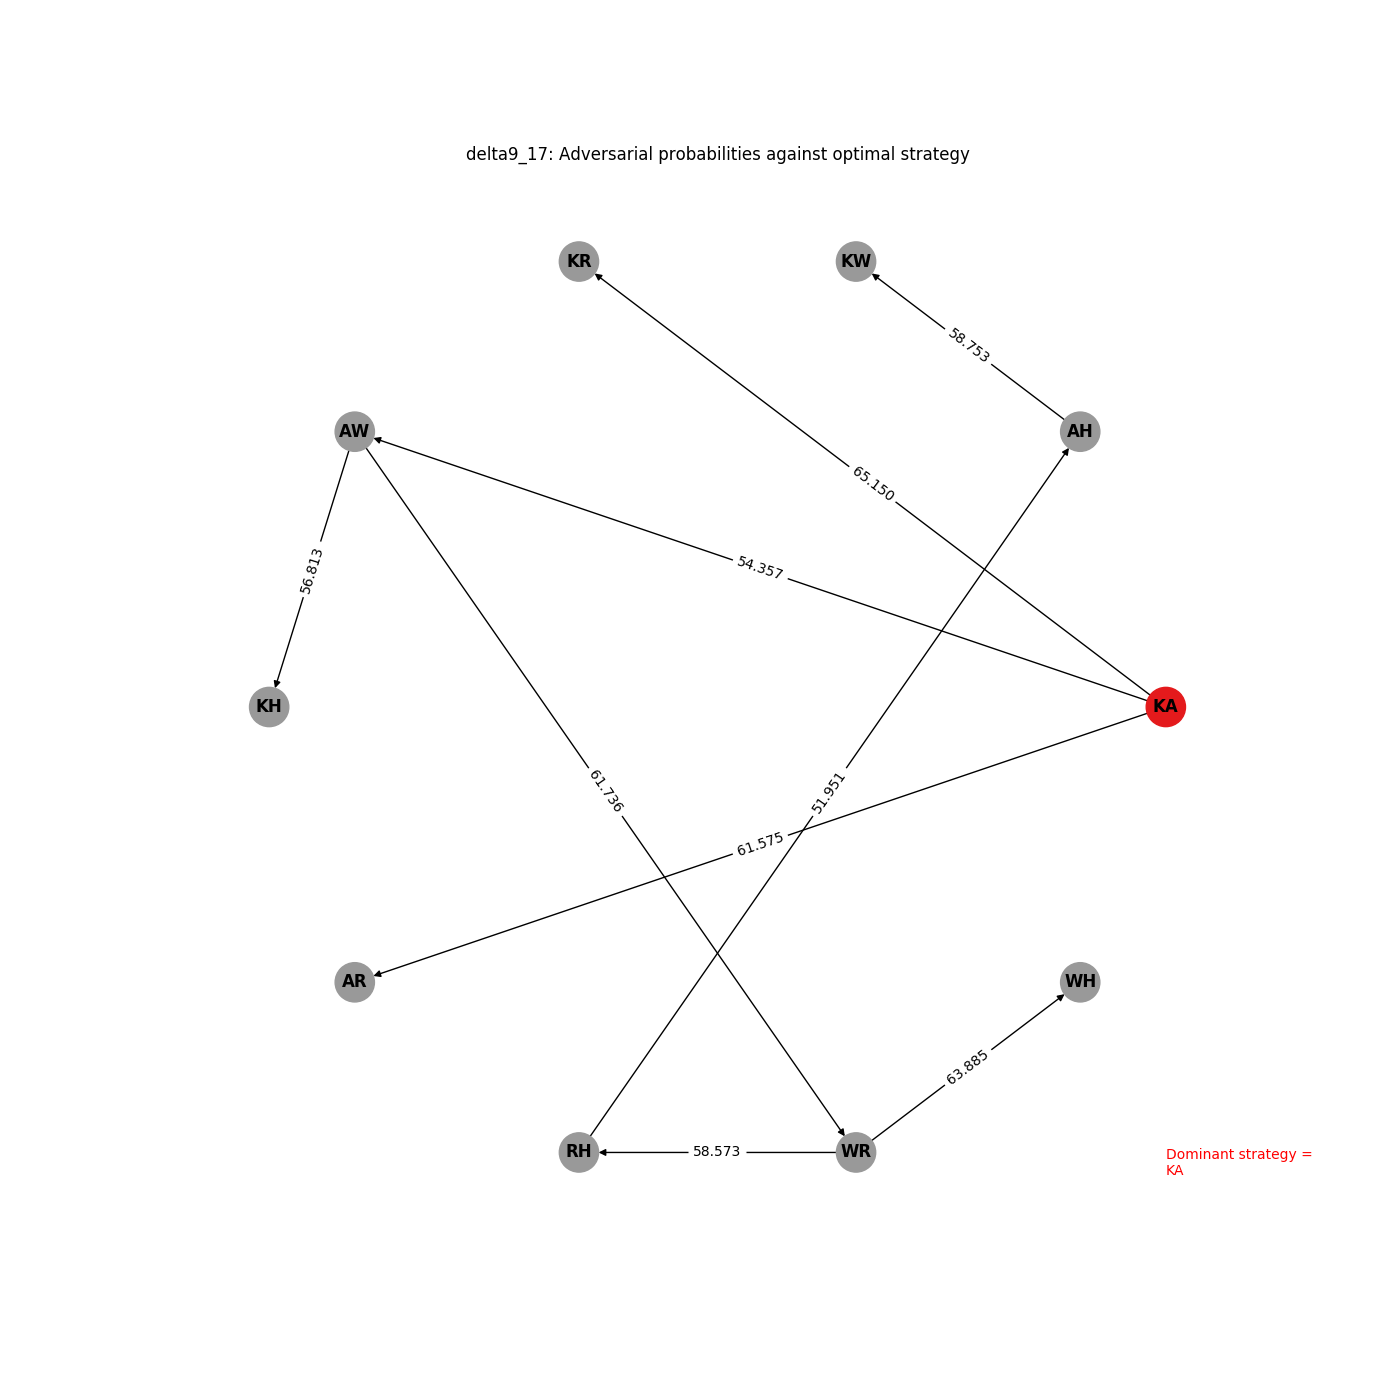 delta9_17: Adversarial probabilities against optimal strategy
KR
KW
58.753
AW
AH
65.150
54.357
56.813
KH
KA
61.736
51.951
61.575
AR
WH
63.885
RH
58.573
WR
Dominant strategy =
KA